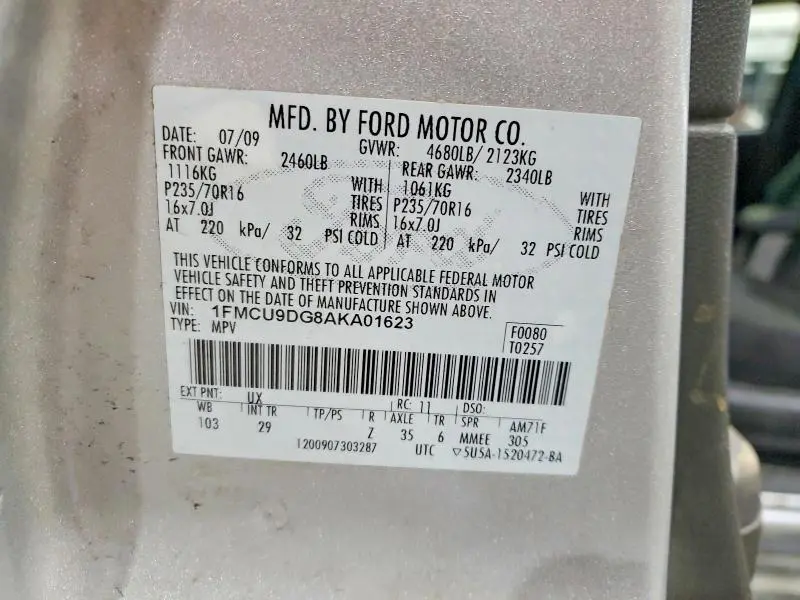 MFD. BY FORD MOTOR CO.
DATE: 07/09 GVWR: 4680LB/ 2123KG
FRONT GAWR: 2460LB REAR GAWR: 2340LB
1116KG WITH 1061KG WITH
P235/70R16 TIRES P235/70R16 TIRES
16x7.0J RIMS 16x7.0J RIMS
AT 220 kPa/ 32 PSI COLD AT 220 kPa/ 32 PSI COLD
THIS VEHICLE CONFORMS TO ALL APPLICABLE FEDERAL MOTOR
VEHICLE SAFETY AND THEFT PREVENTION STANDARDS IN
EFFECT ON THE DATE OF MANUFACTURE SHOWN ABOVE.
VIN: 1FMCU9DG8AKA01623
TYPE: MPV
F0080
T0257
EXT PNT: UX RC: 11 DSO:
WB INT TR TP/PS R AXLE TR SPR AM71F
103 29 Z 35 6 MMEE 305
1200907303287 UTC ▽5U5A-1520472-BA